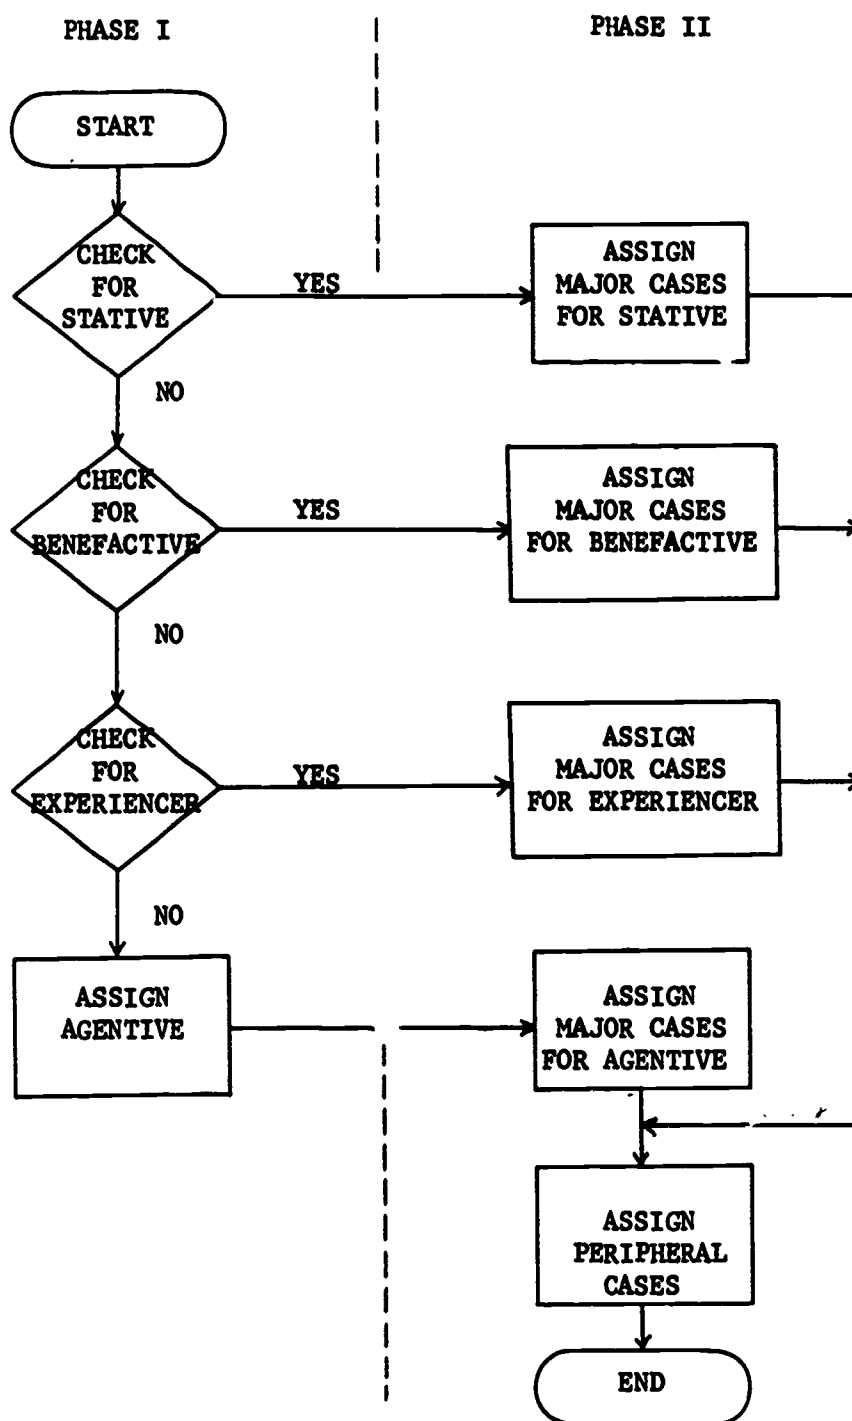 PHASE I
PHASE II
START
CHECK
FOR
STATIVE
YES
ASSIGN
MAJOR CASES
FOR STATIVE
NO
CHECK
FOR
BENEFACTIVE
YES
ASSIGN
MAJOR CASES
FOR BENEFACTIVE
NO
CHECK
FOR
EXPERIENCER
YES
ASSIGN
MAJOR CASES
FOR EXPERIENCER
NO
ASSIGN
AGENTIVE
ASSIGN
MAJOR CASES
FOR AGENTIVE
ASSIGN
PERIPHERAL
CASES
END